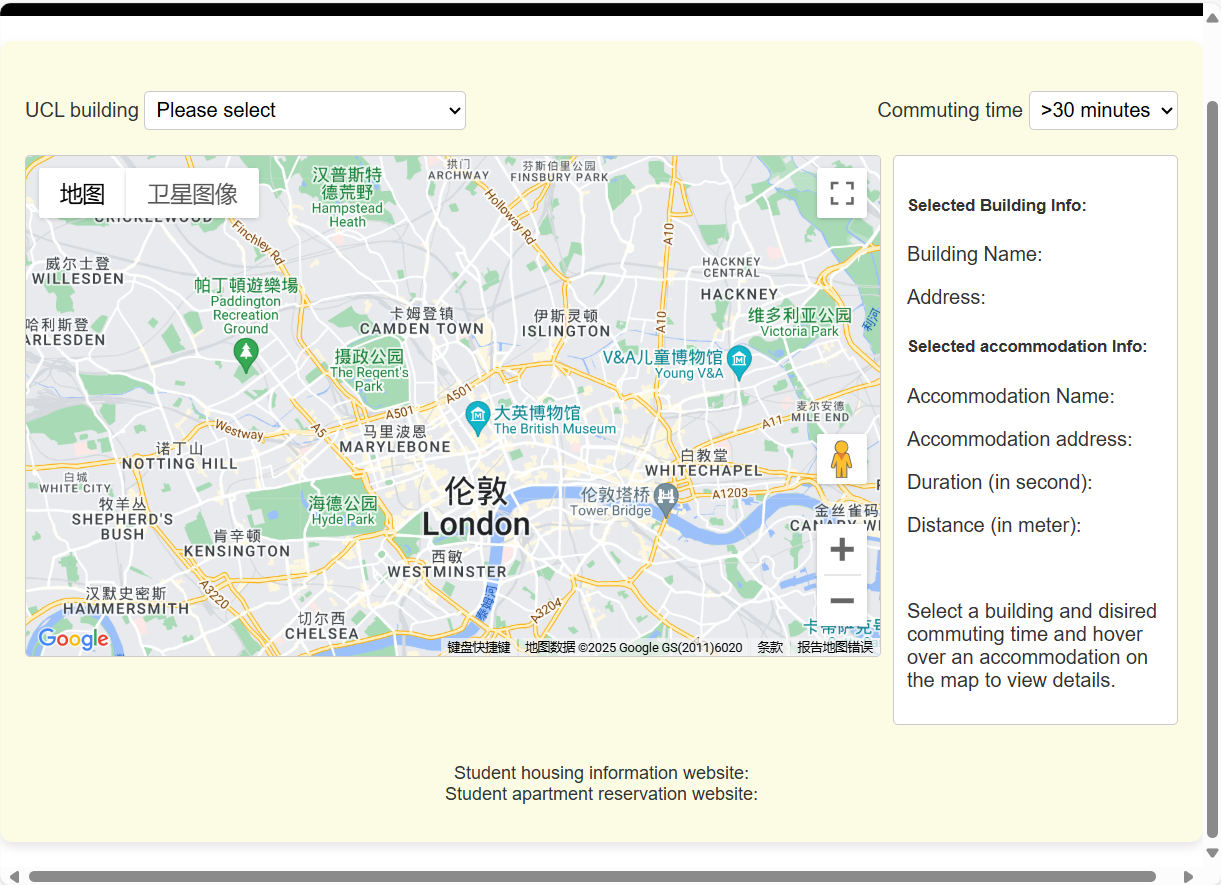 UCL building Please select Commuting time >30 minutes
地图 卫星图像
汉普斯特
德荒野
Hampstead
Heath
拱门
ARCHWAY
芬斯伯里公园
FINSBURY PARK
CRICKLEWOOD
Finchley Rd
Holloway Rd
A10
威尔士登
WILLESDEN
帕丁頓遊樂場
Paddington
Recreation
Ground
HACKNEY
CENTRAL
HACKNEY
哈利斯登
ARLESDEN
卡姆登镇
CAMDEN TOWN
伊斯灵顿
ISLINGTON
A10
维多利亚公园
Victoria Park
利河
摄政公园
The Regent's
Park
V&A儿童博物馆
Young V&A
A501
A501
大英博物馆
The British Museum
麦尔安德
MILE END
A11
Westway
A5
马里波恩
MARYLEBONE
诺丁山
NOTTING HILL
白教堂
WHITECHAPEL
白城
WHITE CITY
牧羊丛
SHEPHERD'S
BUSH
海德公园
Hyde Park
伦敦
London
伦敦塔桥
Tower Bridge
A1203
金丝雀码
CANARY WH
肯辛顿
KENSINGTON
西敏
WESTMINSTER
汉默史密斯
HAMMERSMITH
A3220
切尔西
CHELSEA
泰姆河
A3204
卡蒂萨克号
Google
键盘快捷键 地图数据 ©2025 Google GS(2011)6020 条款 报告地图错误
Selected Building Info:
Building Name:
Address:
Selected accommodation Info:
Accommodation Name:
Accommodation address:
Duration (in second):
Distance (in meter):
Select a building and disired
commuting time and hover
over an accommodation on
the map to view details.
Student housing information website:
Student apartment reservation website: